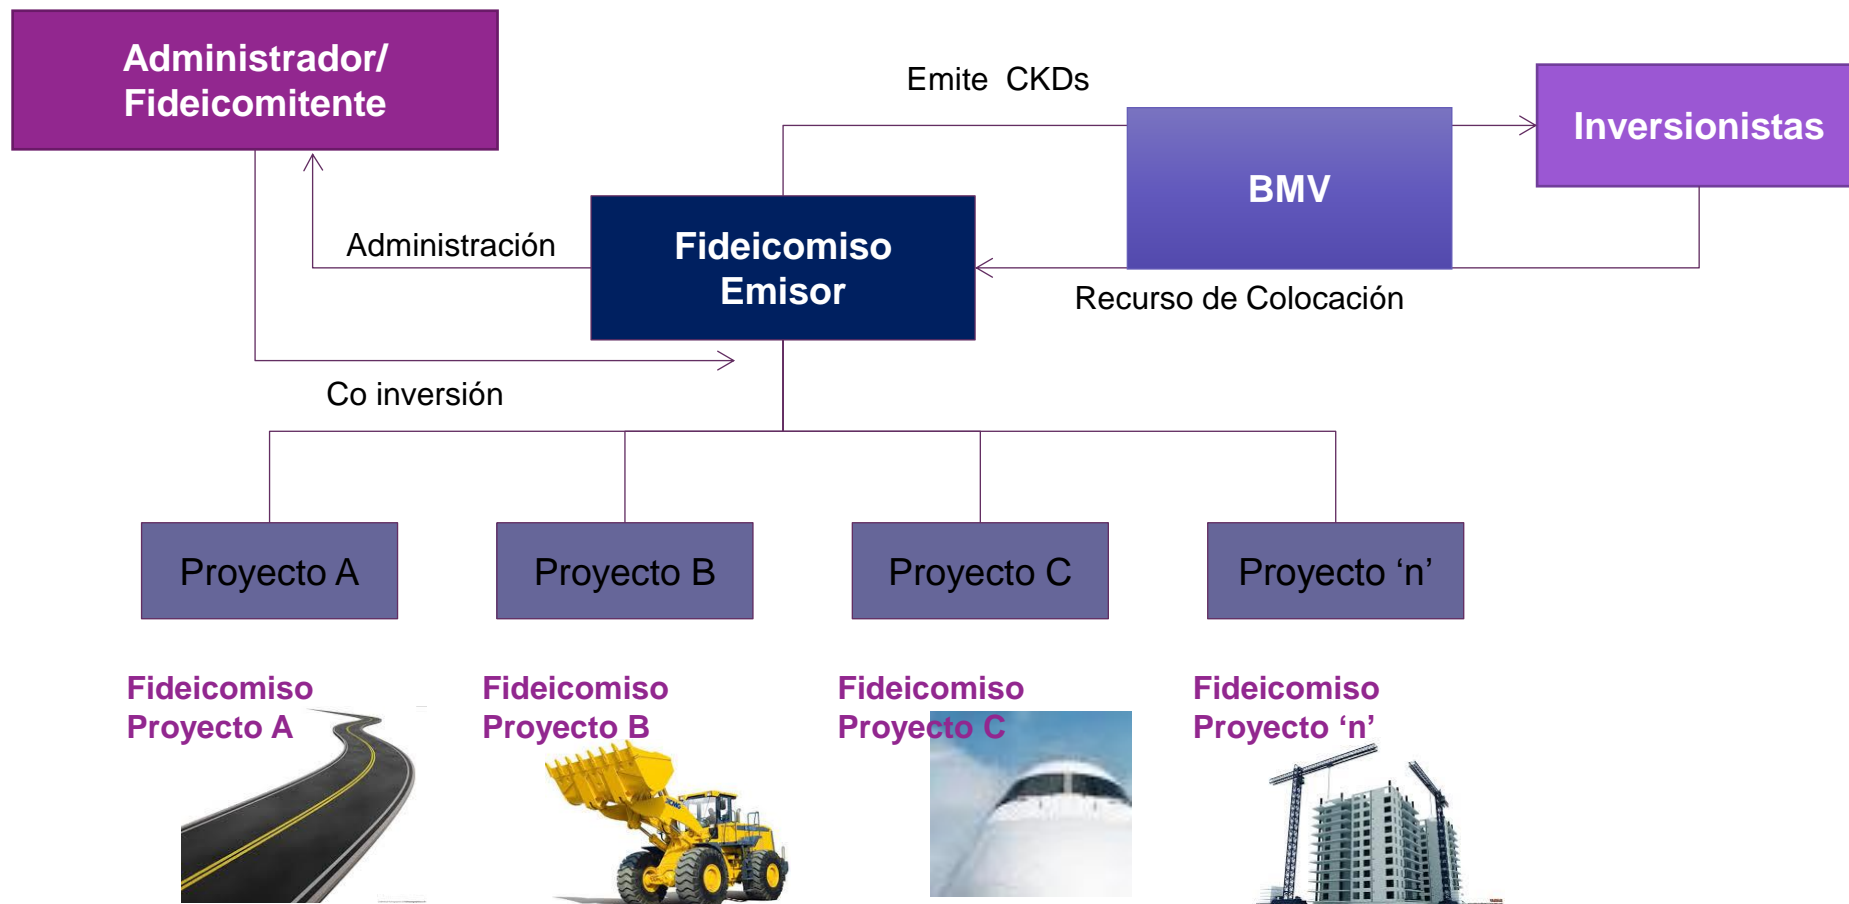 Administrador/
Fideicomitente
Emite  CKDs
Inversionistas
BMV
Administración
Fideicomiso
Emisor
Recurso de Colocación
Co inversión
Proyecto A
Proyecto B
Proyecto C
Proyecto ‘n’
Fideicomiso
Proyecto A
Fideicomiso
Proyecto B
Fideicomiso
Proyecto C
Fideicomiso
Proyecto ‘n’